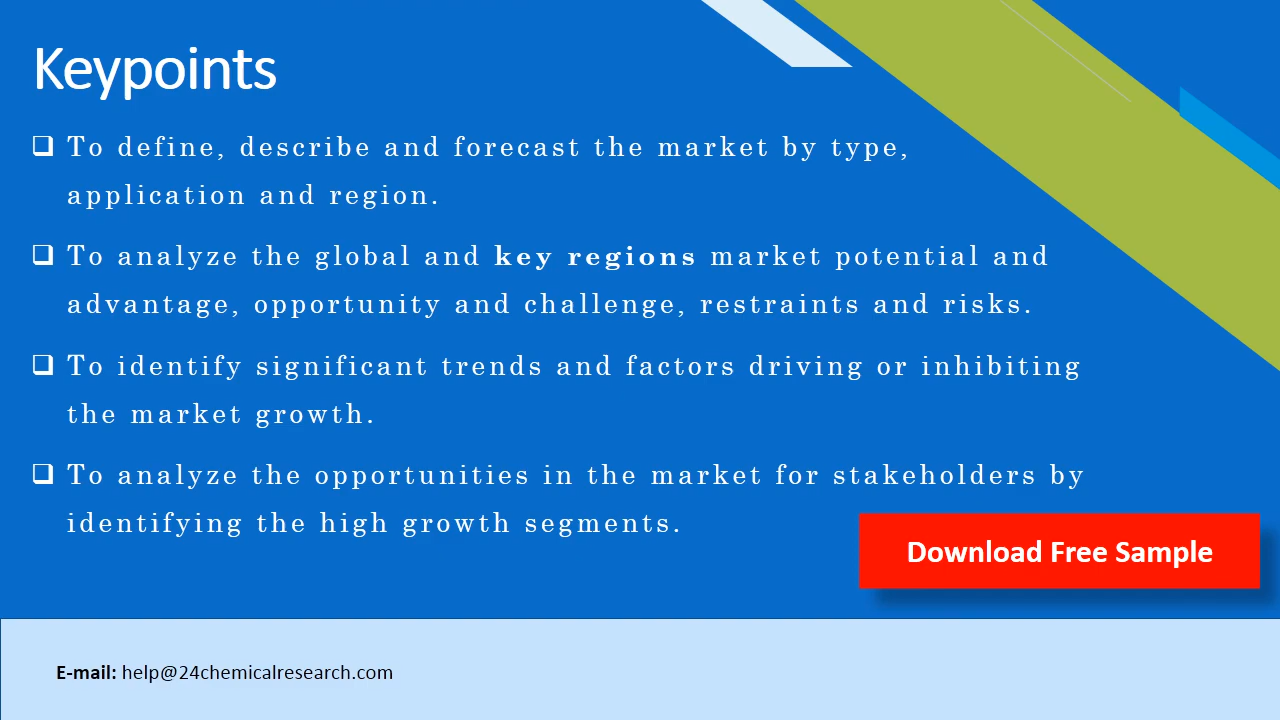 Keypoints
❑ To define, describe and forecast the market by type,
application and region.
❑ To analyze the global and key regions market potential and
advantage, opportunity and challenge, restraints and risks.
❑ To identify significant trends and factors driving or inhibiting
the market growth.
❑ To analyze the opportunities in the market for stakeholders by
identifying the high growth segments.
Download Free Sample
E-mail: help@24chemicalresearch.com